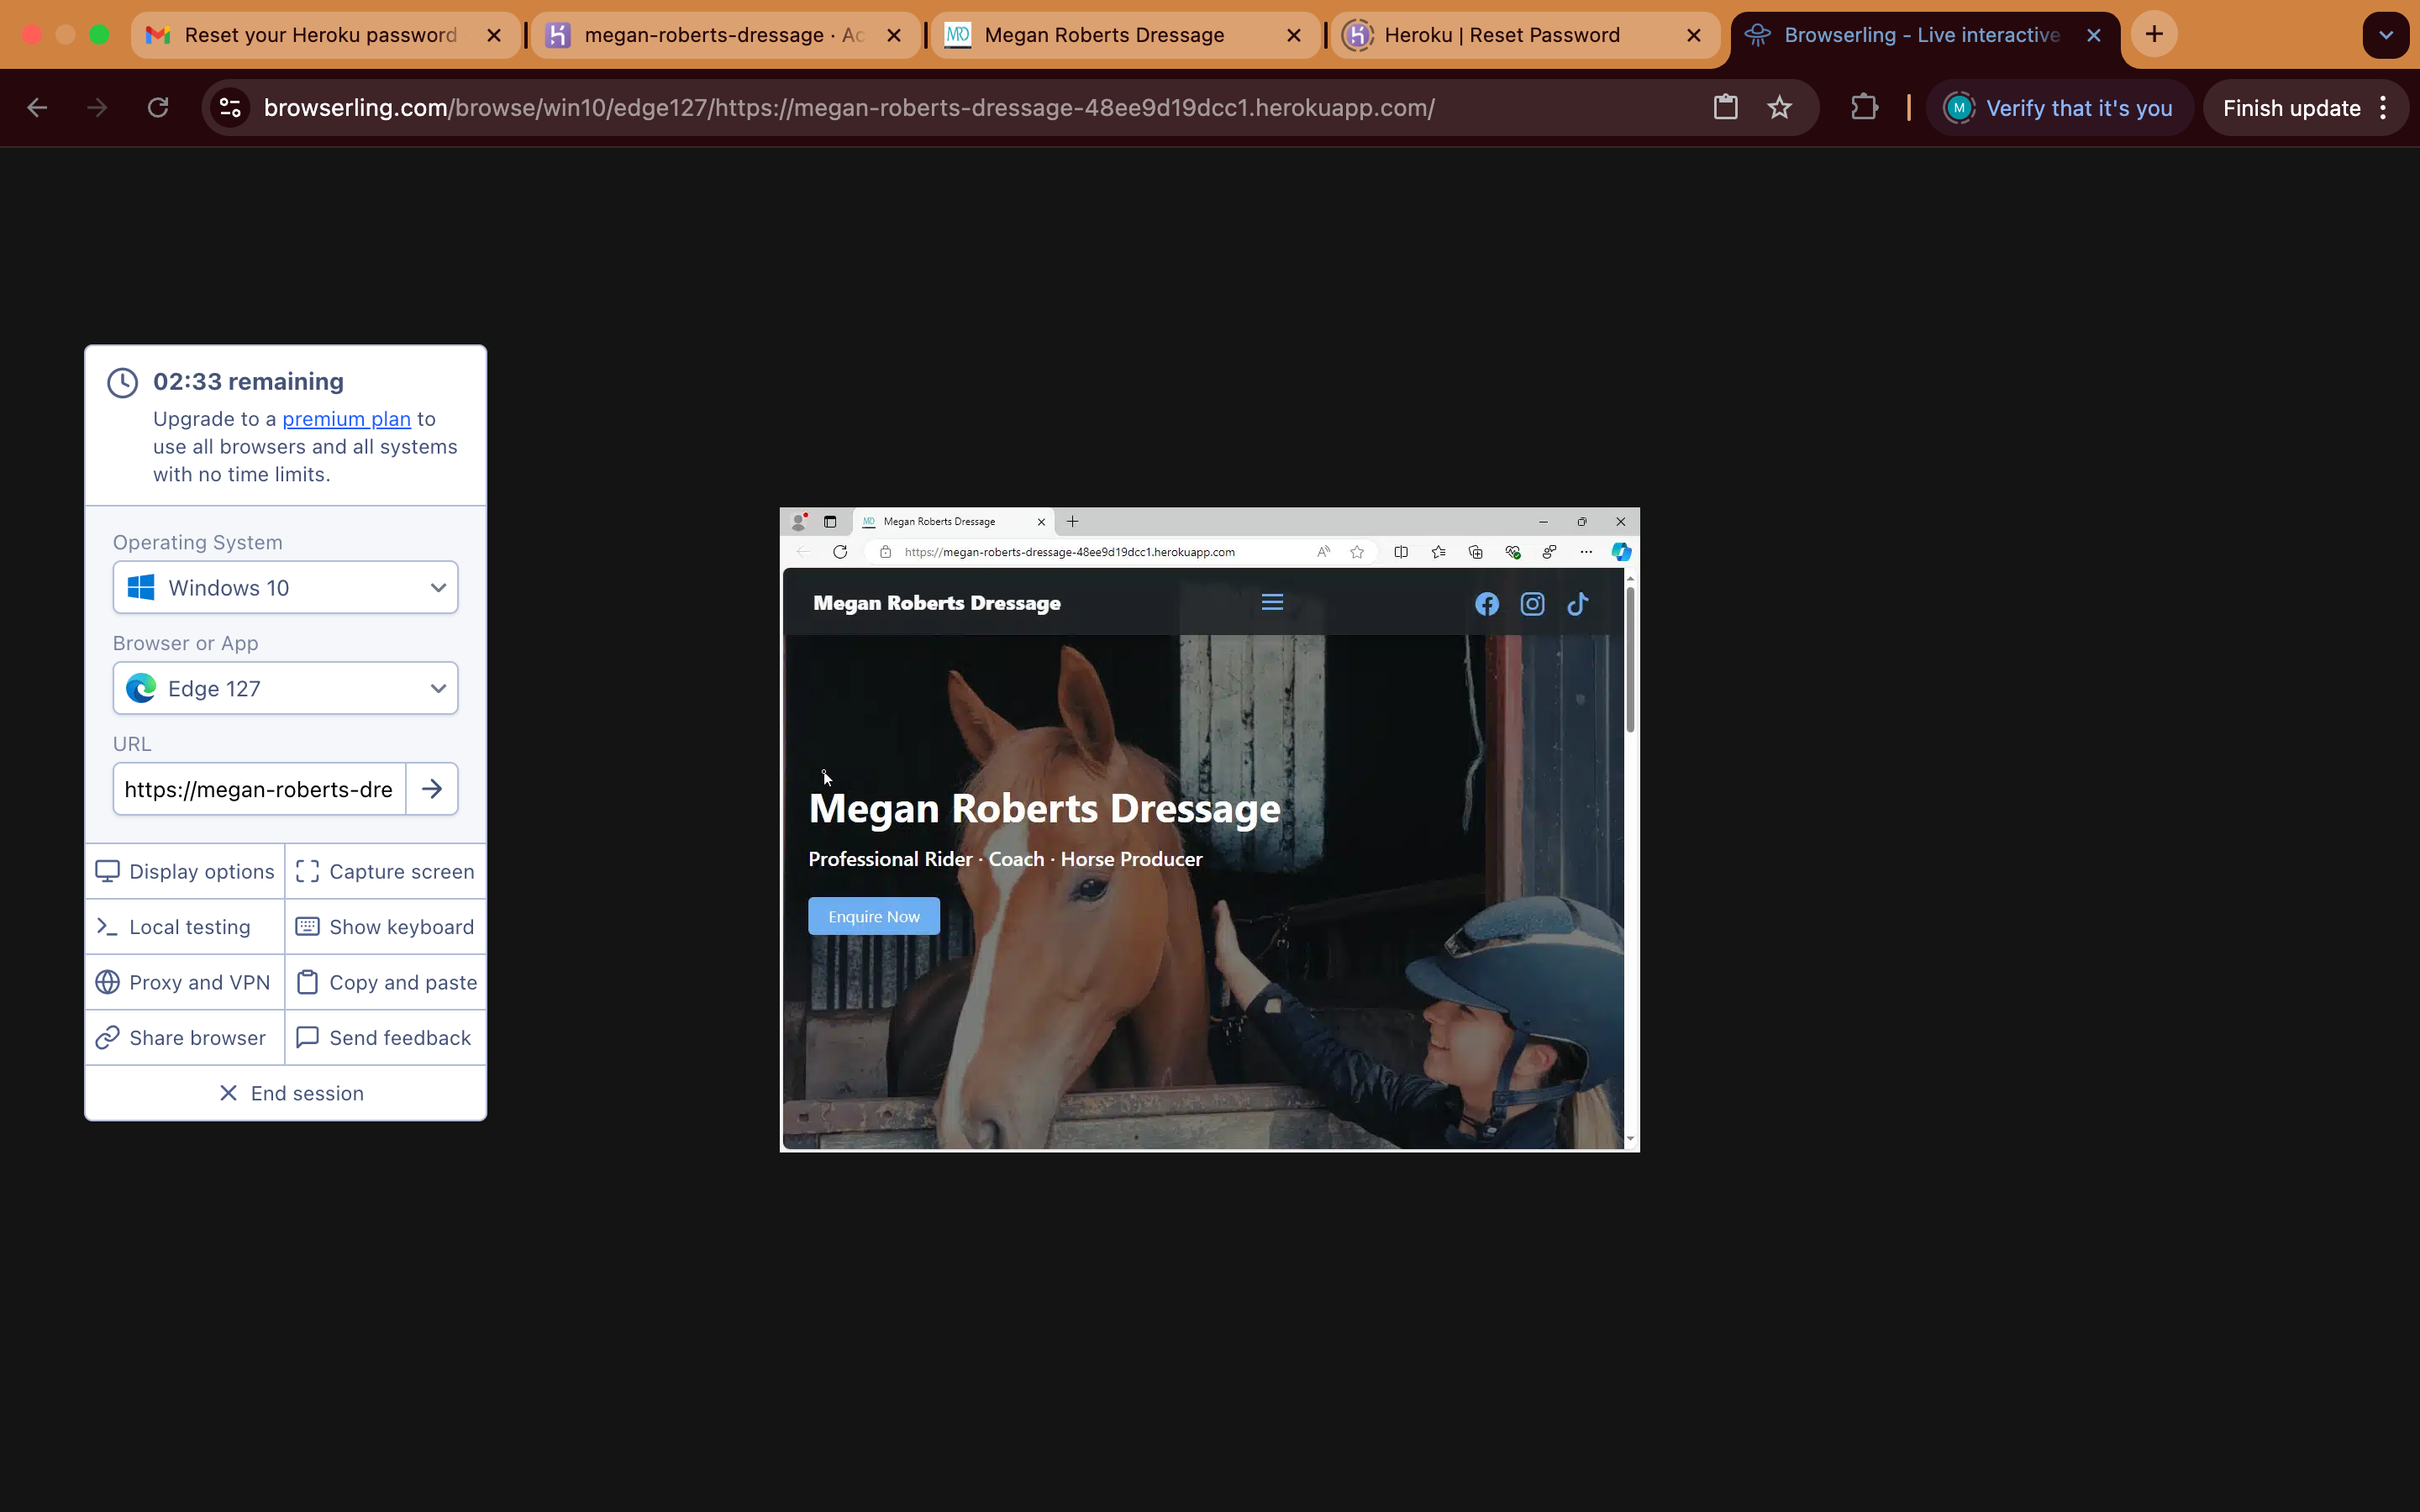 Reset your Heroku password
megan-roberts-dressage · Ac
MRD
Megan Roberts Dressage
Heroku | Reset Password
Browserling - Live interactive
browserling.com/browse/win10/edge127/https://megan-roberts-dressage-48ee9d19dcc1.herokuapp.com/
M
Verify that it's you
Finish update
02:33 remaining
Upgrade to a premium plan to
use all browsers and all systems
with no time limits.
Operating System
Windows 10
Browser or App
Edge 127
URL
https://megan-roberts-dre
Display options
Capture screen
Local testing
Show keyboard
Proxy and VPN
Copy and paste
Share browser
Send feedback
End session
MRD
Megan Roberts Dressage
https://megan-roberts-dressage-48ee9d19dcc1.herokuapp.com
Megan Roberts Dressage
Megan Roberts Dressage
Professional Rider · Coach · Horse Producer
Enquire Now